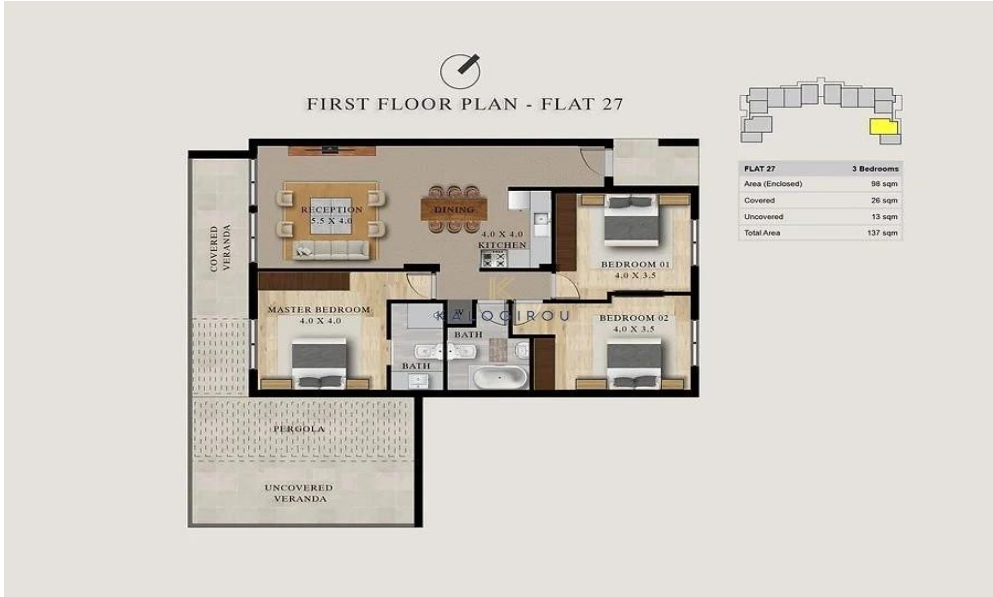 FIRST FLOOR PLAN - FLAT 27
FLAT 27 3 Bedrooms
Area (Enclosed) 98 sqm
Covered 26 sqm
Uncovered 13 sqm
Total Area 137 sqm
RECEPTION
5.5 X 4.0
DINING
4.0 X 4.0
KITCHEN
COVERED
VERANDA
BEDROOM 01
4.0 X 3.5
MASTER BEDROOM
4.0 X 4.0
K
KALOGIROU
BEDROOM 02
4.0 X 3.5
BATH
BATH
PERGOLA
UNCOVERED
VERANDA